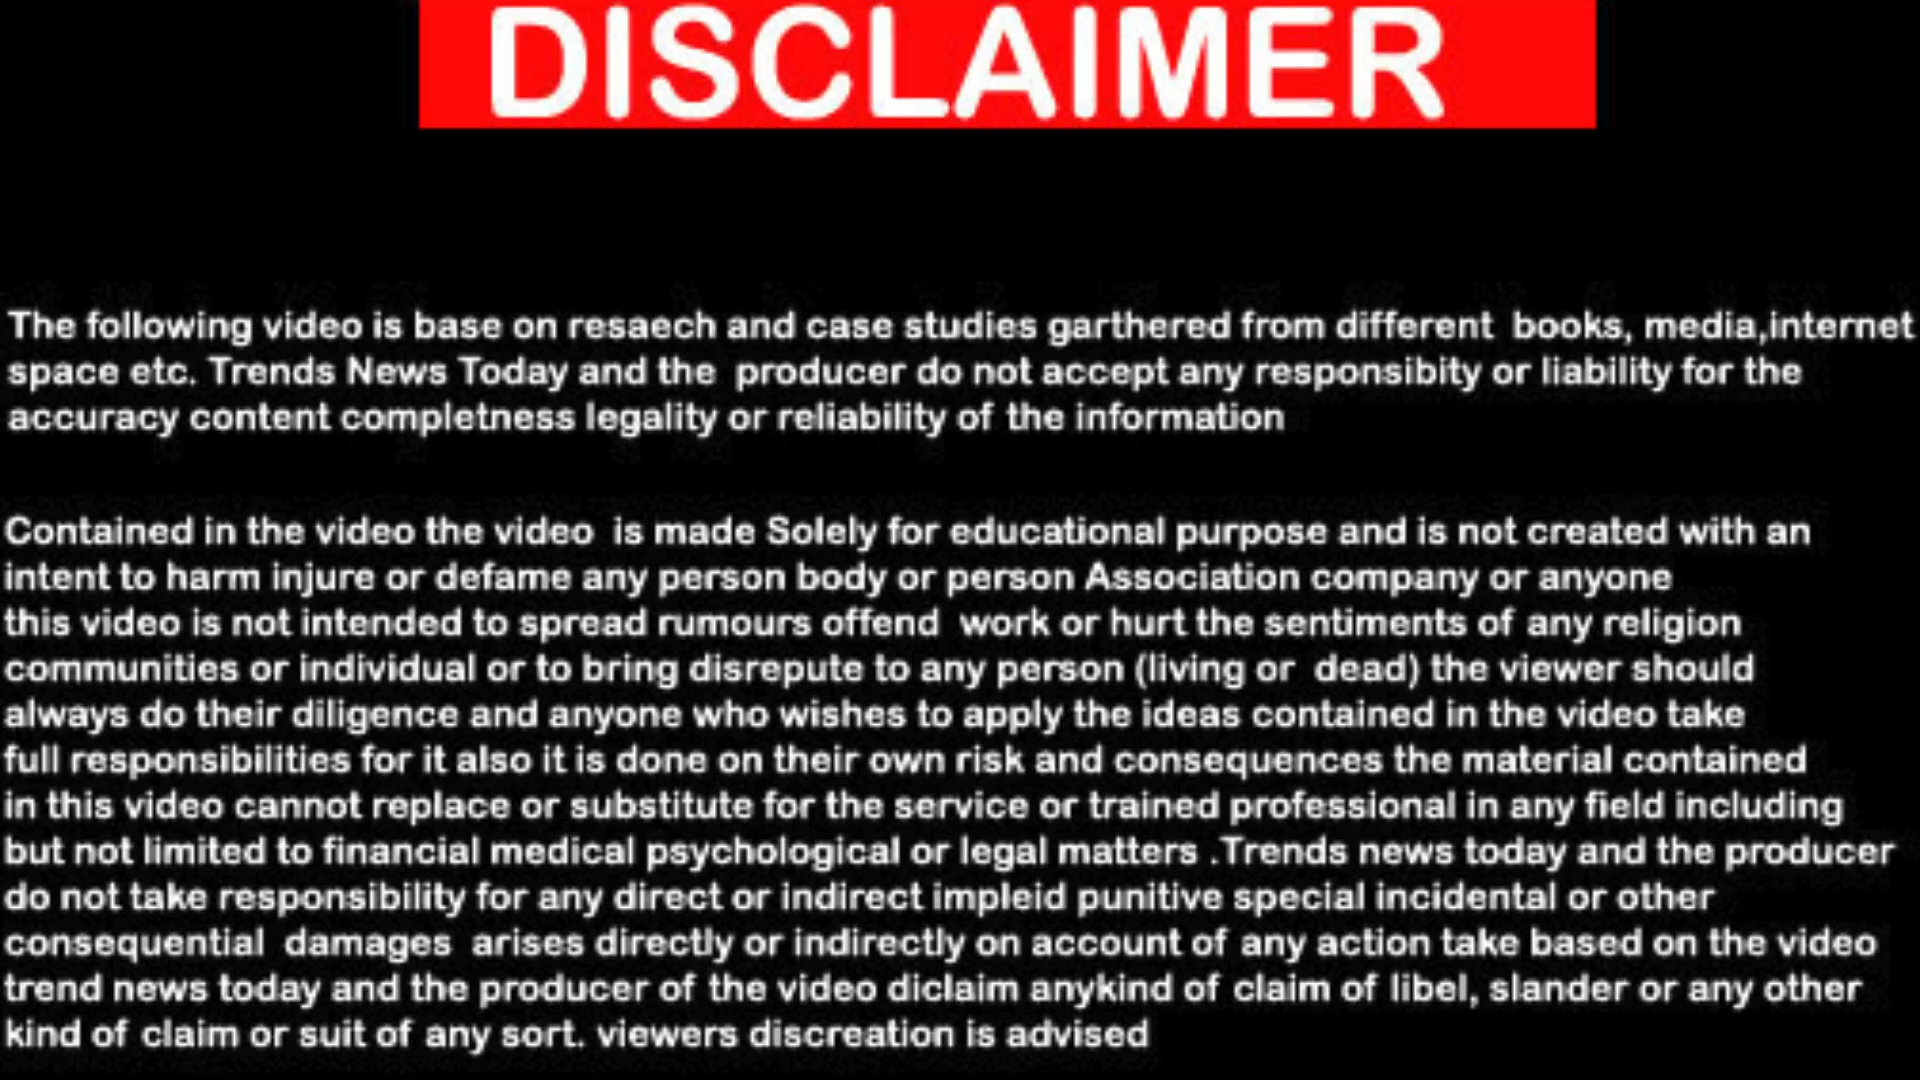 DISCLAIMER
The following video is base on resaech and case studies garthered from different books, media,internet
space etc. Trends News Today and the producer do not accept any responsibity or liability for the
accuracy content completness legality or reliability of the information
Contained in the video the video is made Solely for educational purpose and is not created with an
intent to harm injure or defame any person body or person Association company or anyone
this video is not intended to spread rumours offend work or hurt the sentiments of any religion
communities or individual or to bring disrepute to any person (living or dead) the viewer should
always do their diligence and anyone who wishes to apply the ideas contained in the video take
full responsibilities for it also it is done on their own risk and consequences the material contained
in this video cannot replace or substitute for the service or trained professional in any field including
but not limited to financial medical psychological or legal matters .Trends news today and the producer
do not take responsibility for any direct or indirect impleid punitive special incidental or other
consequential damages arises directly or indirectly on account of any action take based on the video
trend news today and the producer of the video diclaim anykind of claim of libel, slander or any other
kind of claim or suit of any sort. viewers discreation is advised